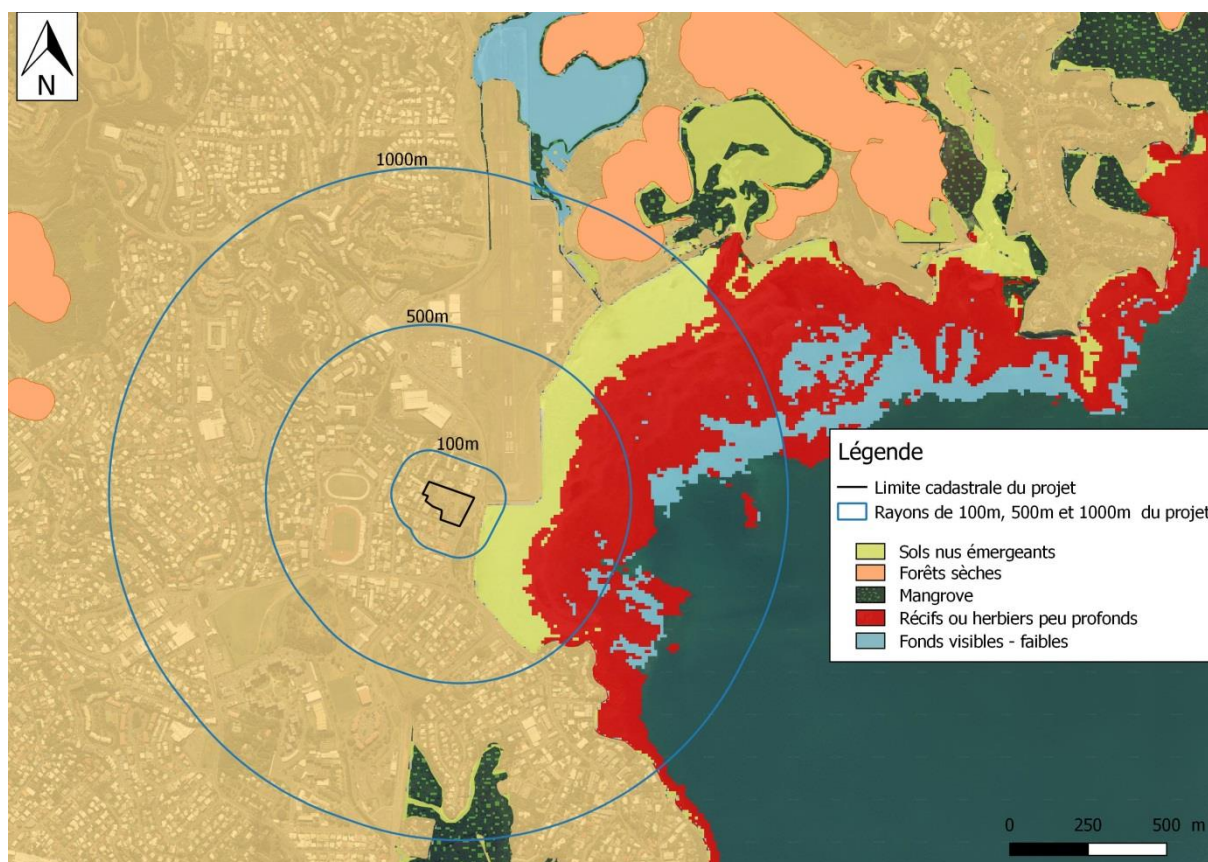 N
1000m
500m
100m
Légende
Limite cadastrale du projet
Rayons de 100m, 500m et 1000m du projet
Sols nus émergeants
Forêts sèches
Mangrove
Récifs ou herbiers peu profonds
Fonds visibles - faibles
0 250 500 m